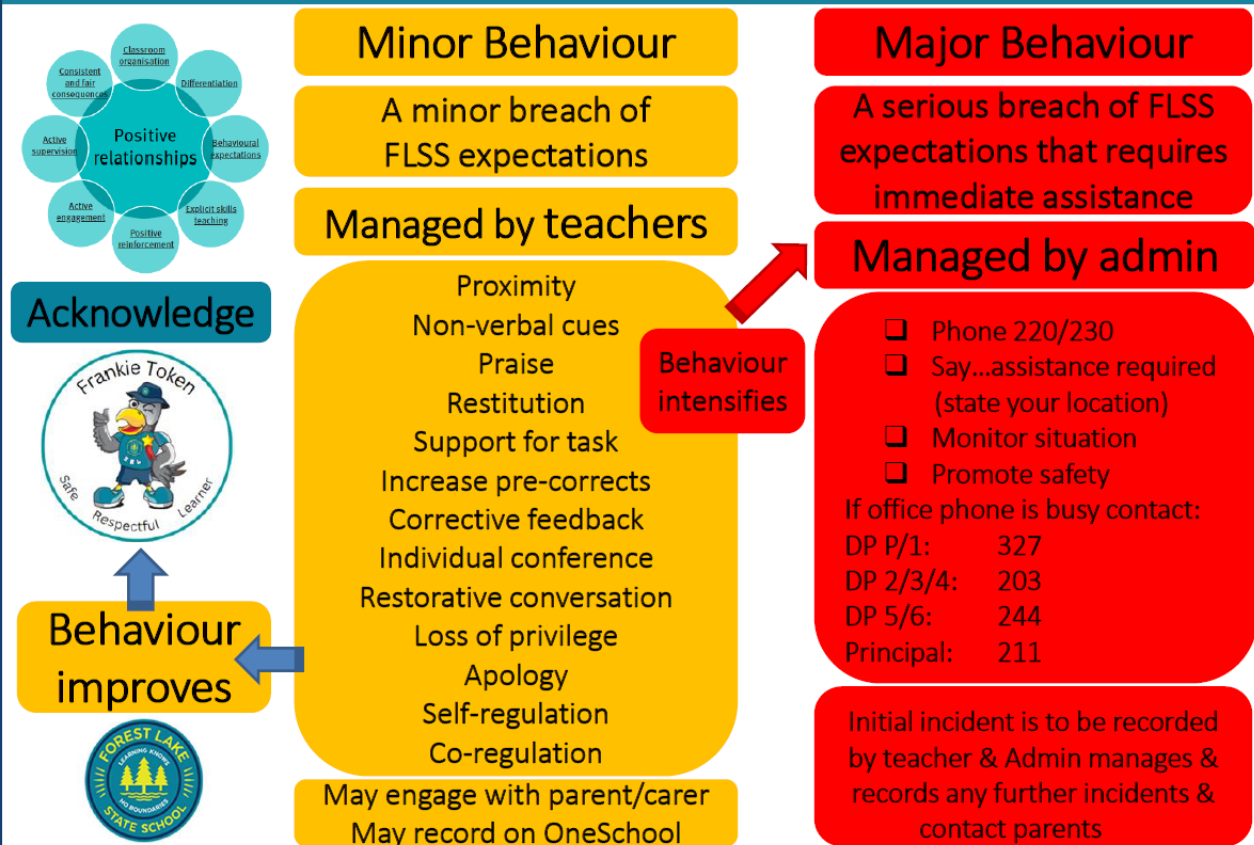 Classroom
organisation
Consistent
and fair
consequences
Differentiation
Active
supervision
Positive
relationships
Behavioural
expectations
Active
engagement
Explicit skills
teaching
Positive
reinforcement
Acknowledge
Frankie Token
Safe
Respectful
Learner
Behaviour
improves
FOREST LAKE
LEARNING KNOWS
NO BOUNDARIES
STATE SCHOOL
Minor Behaviour
A minor breach of
FLSS expectations
Managed by teachers
Proximity
Non-verbal cues
Praise
Restitution
Support for task
Increase pre-corrects
Corrective feedback
Individual conference
Restorative conversation
Loss of privilege
Apology
Self-regulation
Co-regulation
May engage with parent/carer
May record on OneSchool
Behaviour
intensifies
Major Behaviour
A serious breach of FLSS
expectations that requires
immediate assistance
Managed by admin
❑ Phone 220/230
❑ Say...assistance required
(state your location)
❑ Monitor situation
❑ Promote safety
If office phone is busy contact:
DP P/1: 327
DP 2/3/4: 203
DP 5/6: 244
Principal: 211
Initial incident is to be recorded
by teacher & Admin manages &
records any further incidents &
contact parents